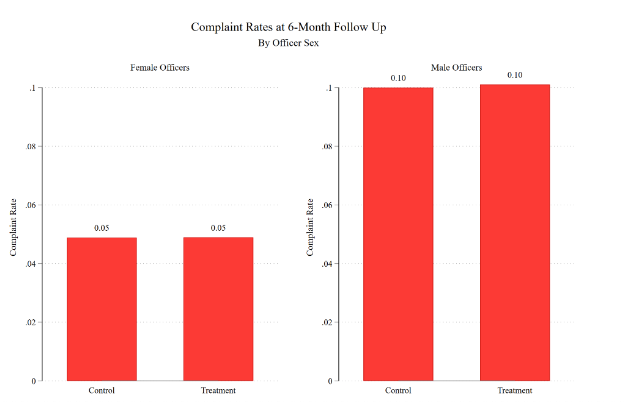 Complaint Rates at 6-Month Follow Up
By Officer Sex
Female Officers
0.05
0.05
.1
.08
.06
.04
.02
0
Complaint Rate
Control
Treatment
Male Officers
0.10
0.10
.1
.08
.06
.04
.02
0
Complaint Rate
Control
Treatment